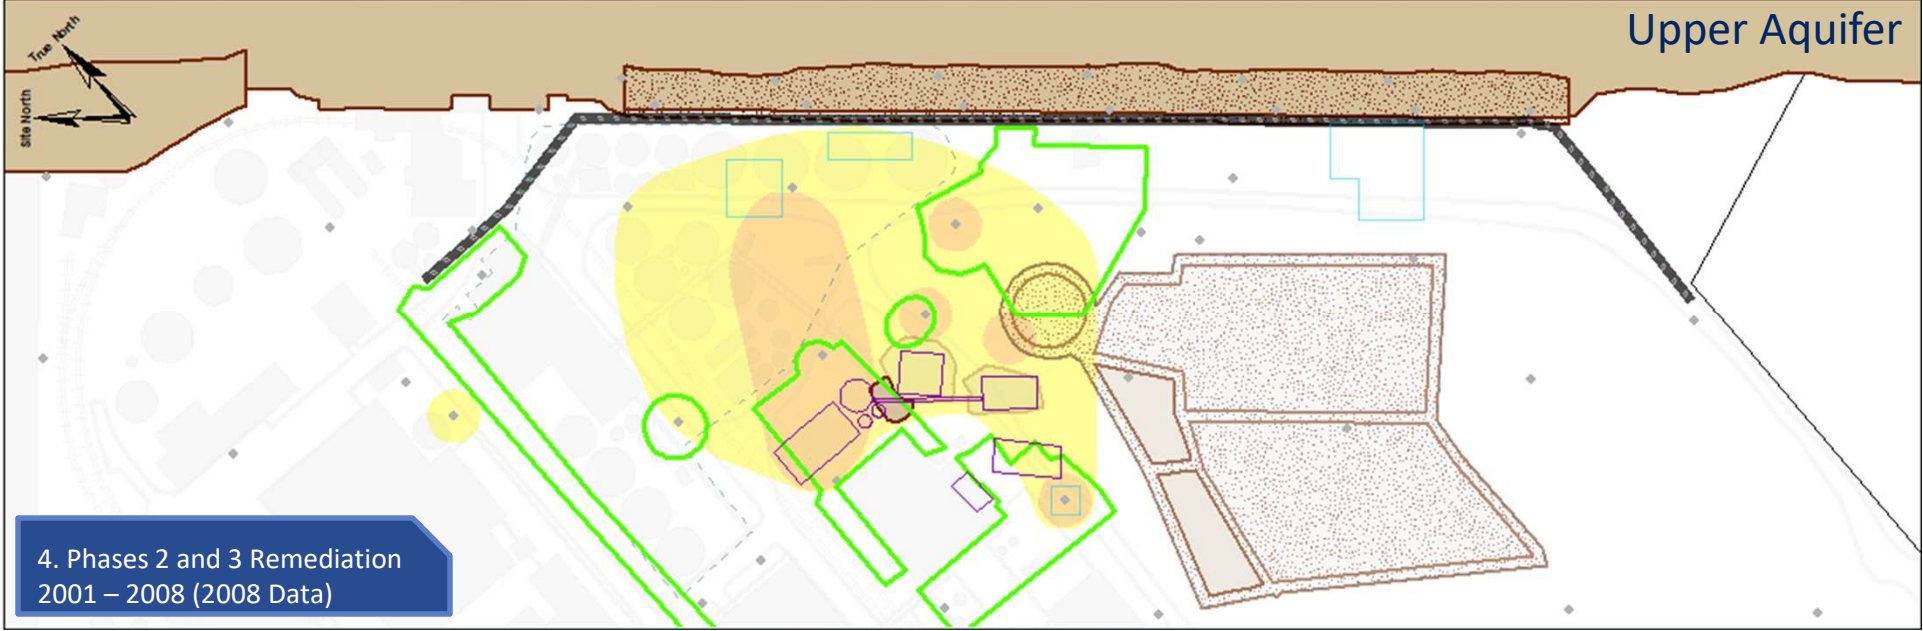 Upper Aquifer
True North
Site North
4. Phases 2 and 3 Remediation
2001 – 2008 (2008 Data)